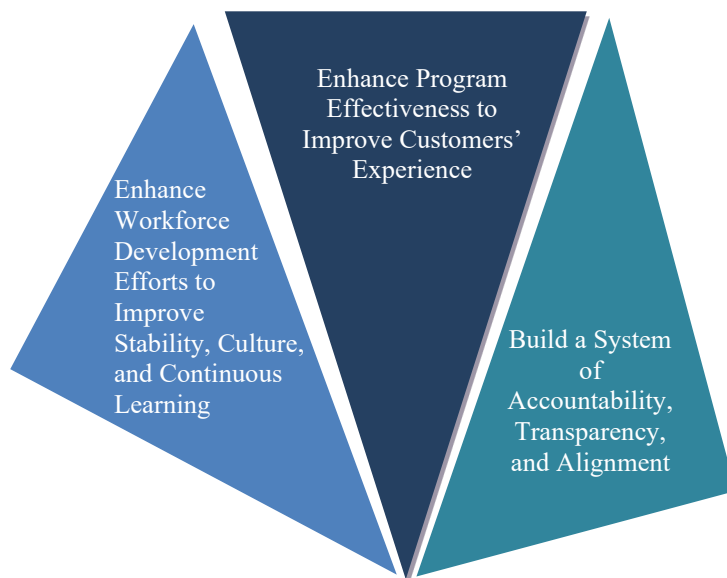 Enhance
Workforce
Development
Efforts to
Improve
Stability, Culture,
and Continuous
Learning
Enhance Program
Effectiveness to
Improve Customers’
Experience
Build a System
of
Accountability,
Transparency,
and Alignment